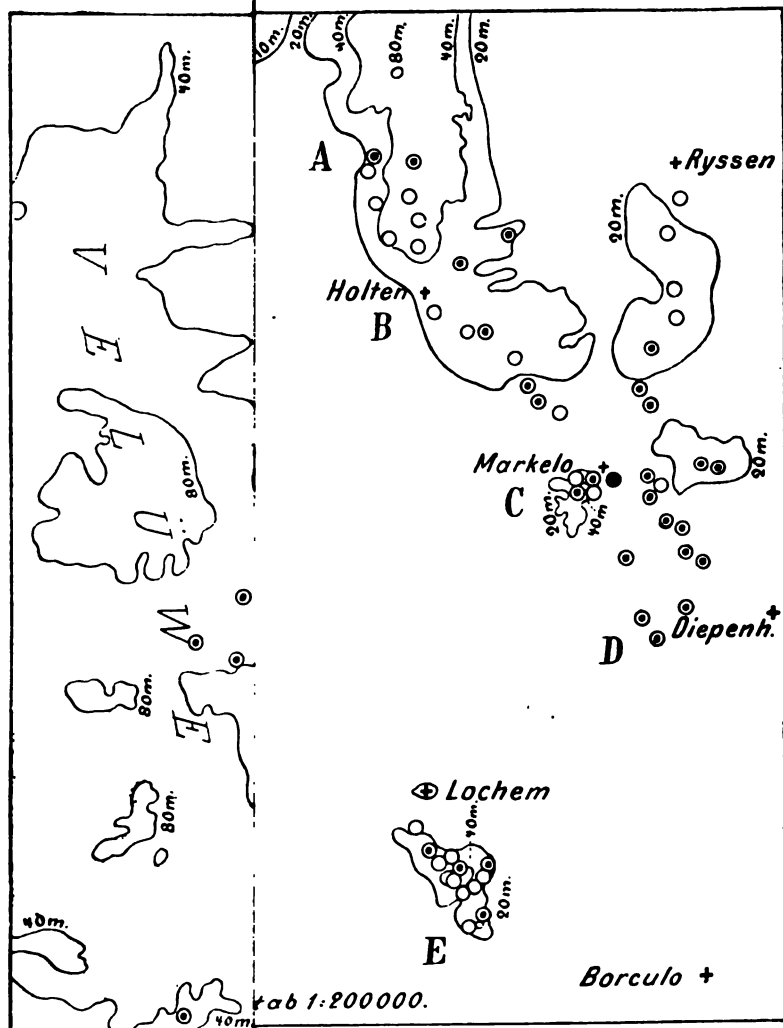 10m.
20m.
40m.
80m.
40m.
20m.
40m.
A
+Ryssen
20m.
V
E
L
U
W
E
Holten +
B
80m.
Markelo +
20m.
C
20m.
40m
Diepenh.
D
80m.
Lochem
40m.
80m.
20m.
E
40m.
Borculo +
tab 1:200000.
40m